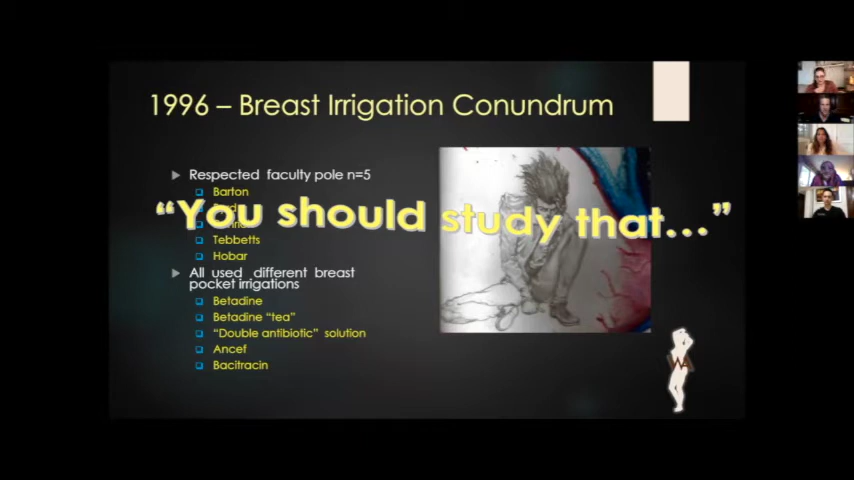 1996 – Breast Irrigation Conundrum
Respected faculty pole n=5
Barton
“You should study that...”
Tebbetts
Hobar
All used different breast
pocket irrigations
Betadine
Betadine “tea”
“Double antibiotic” solution
Ancef
Bacitracin